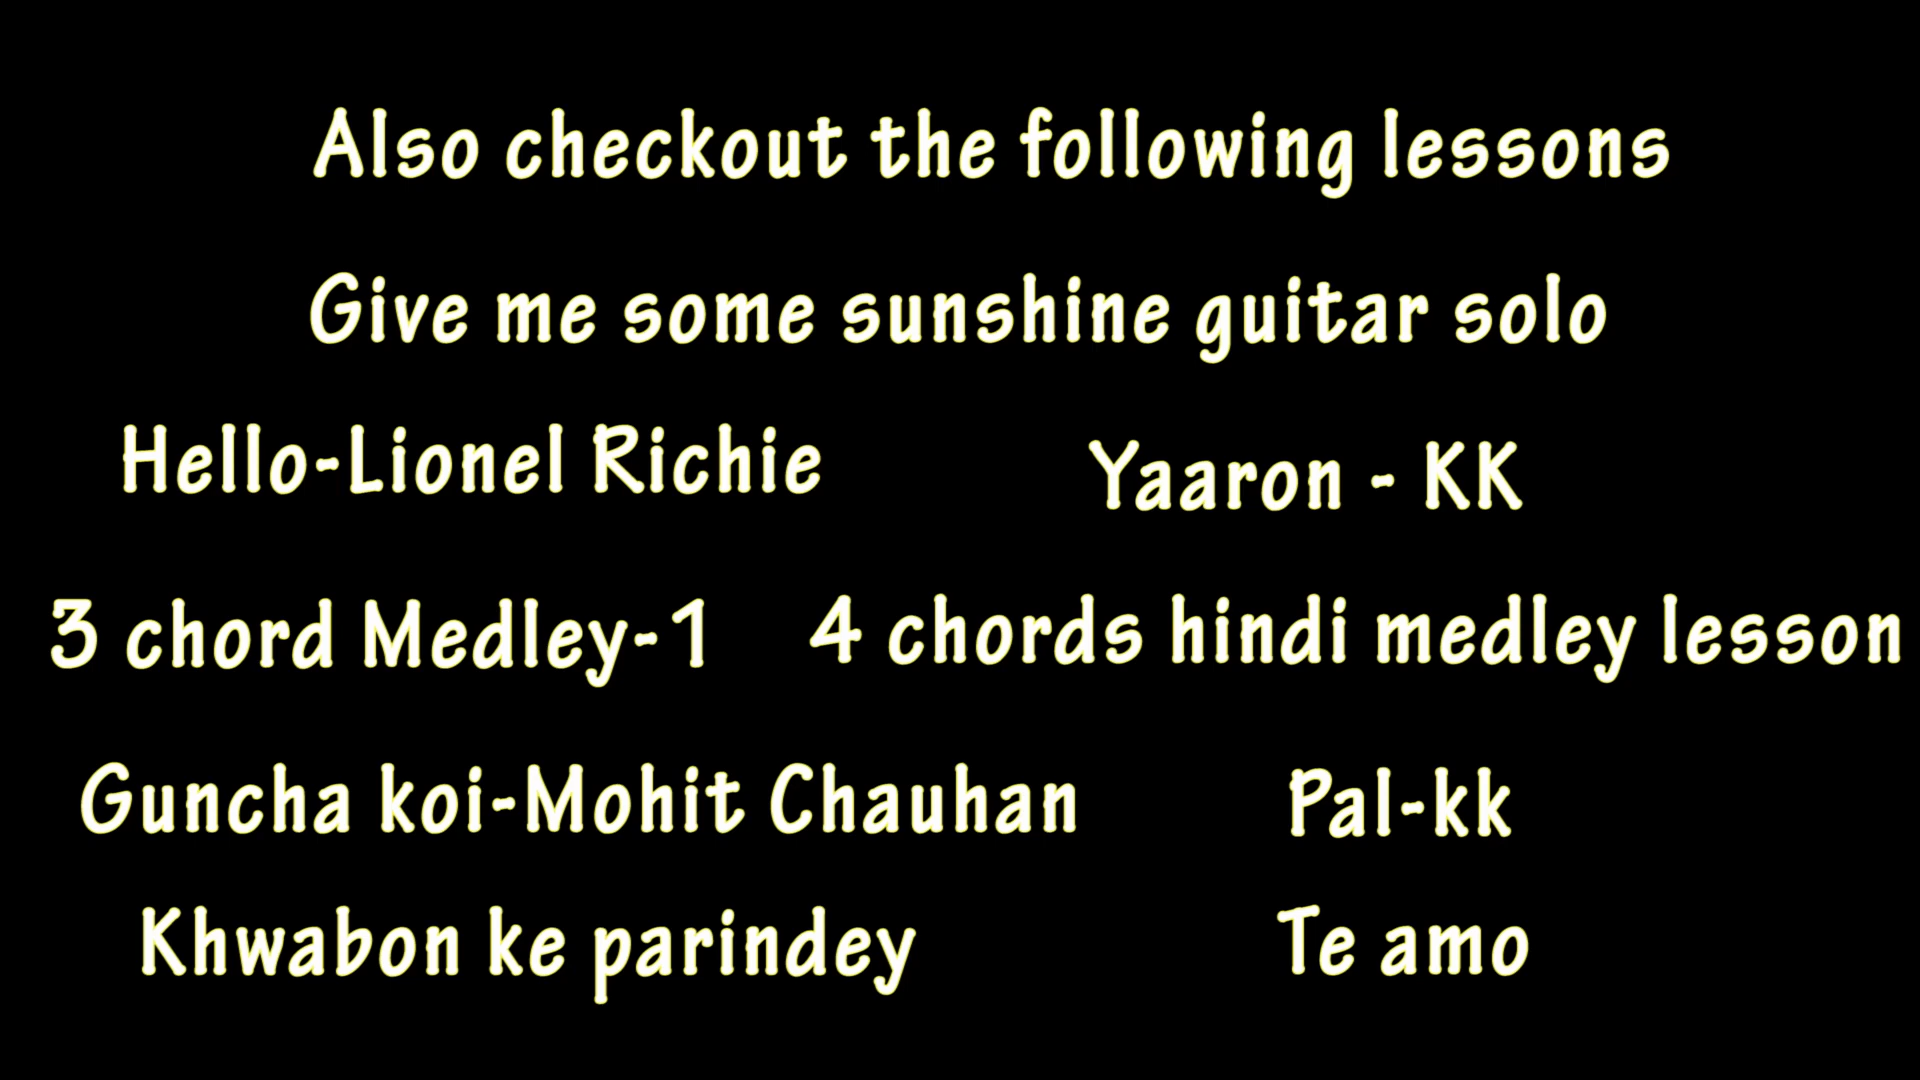 Also checkout the following lessons
Give me some sunshine guitar solo
Hello-Lionel Richie
Yaaron - KK
3 chord Medley-1
4 chords hindi medley lesson
Guncha koi-Mohit Chauhan
Pal-kk
Khwabon ke parindey
Te amo